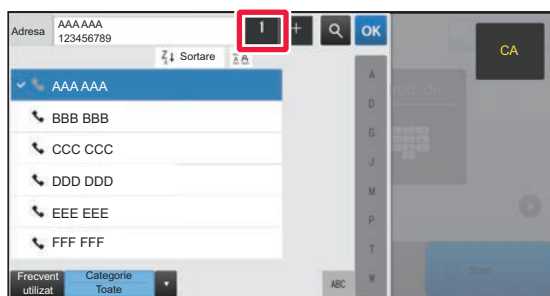 Adresa
AAA AAA
123456789
1
+
OK
CA
Z↓ Sortare
AAA AAA
BBB BBB
CCC CCC
DDD DDD
EEE EEE
FFF FFF
A
D
G
J
M
P
T
W
Frecvent
utilizat
Categorie
Toate
ABC
Start